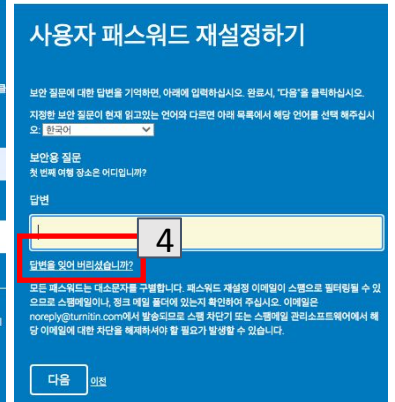 사용자 패스워드 재설정하기
보안 질문에 대한 답변을 기억하면, 아래에 입력하십시오. 완료시, "다음"을 클릭하십시오.
지정한 보안 질문이 현재 읽고있는 언어와 다르면 아래 목록에서 해당 언어를 선택 해주십시
오: 한국어
보안용 질문
첫 번째 여행 장소은 어디입니까?
답변
4
답변을 잊어 버리셨습니까?
모든 패스워드는 대소문자를 구별합니다. 패스워드 재설정 이메일이 스팸으로 필터링될 수 있
으므로 스팸메일이나, 정크 메일 폴더에 있는지 확인하여 주십시오. 이메일은
noreply@turnitin.com에서 발송되므로 스팸 차단기 또는 스팸메일 관리소프트웨어에서 해
당 이메일에 대한 차단을 해제하셔야 할 필요가 발생할 수 있습니다.
다음 이전